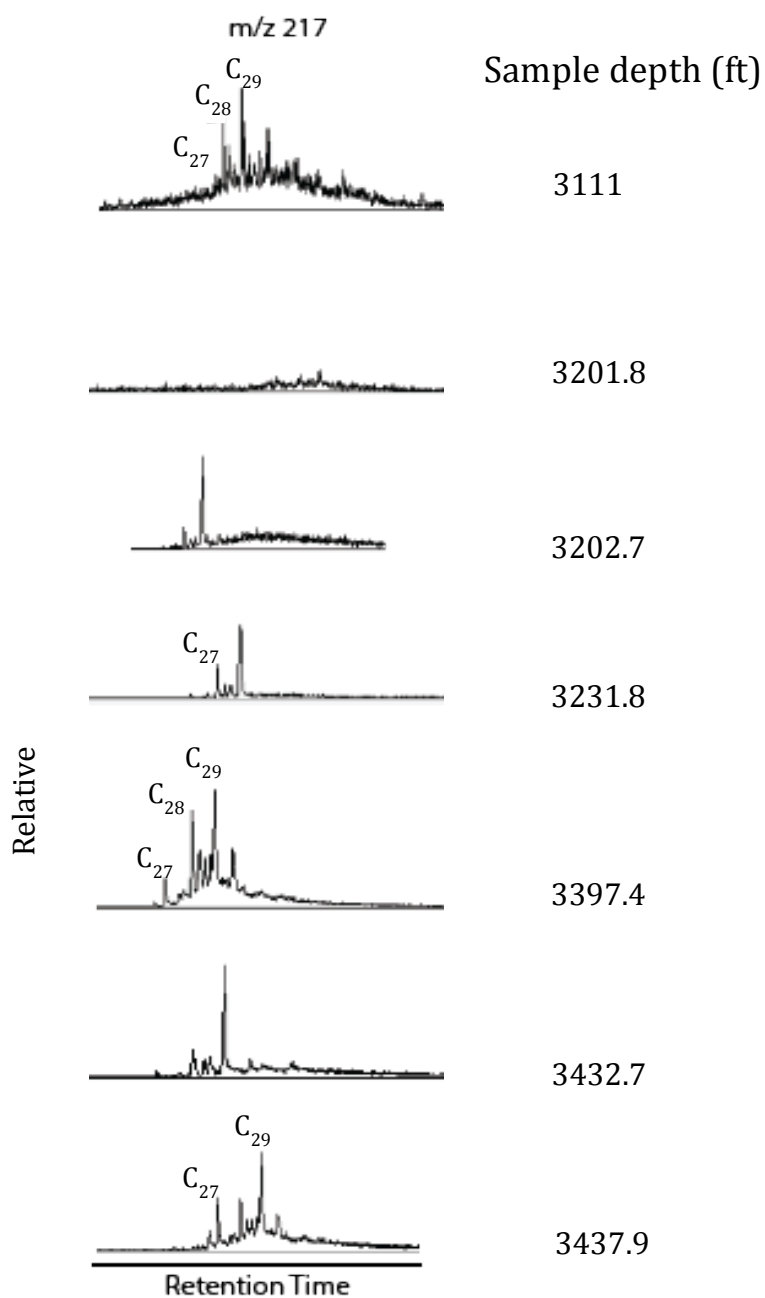 m/z 217
Sample depth (ft)
C₂₉
C₂₈
C₂₇
3111
3201.8
3202.7
C₂₇
3231.8
Relative
C₂₉
C₂₈
C₂₇
3397.4
3432.7
C₂₉
C₂₇
3437.9
Retention Time